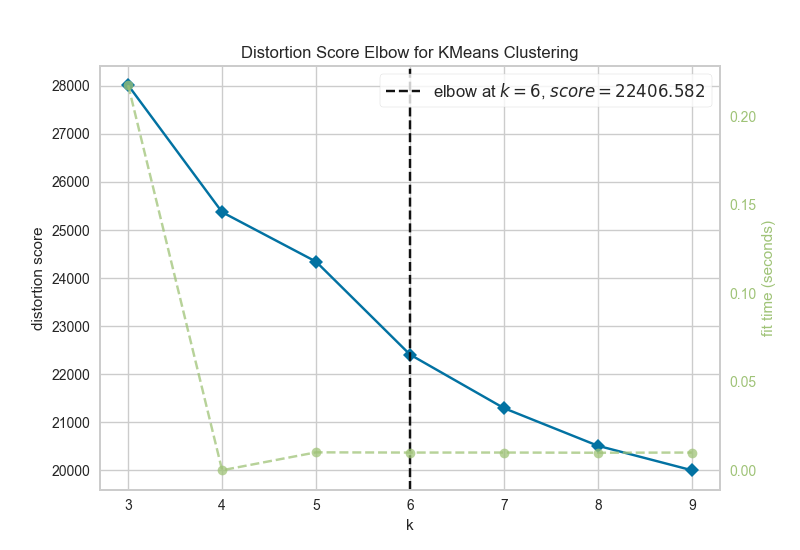 Distortion Score Elbow for KMeans Clustering
elbow at k = 6, score = 22406.582
28000
27000
26000
25000
24000
23000
22000
21000
20000
distortion score
0.20
0.15
0.10
0.05
0.00
fit time (seconds)
3 4 5 6 7 8 9
k